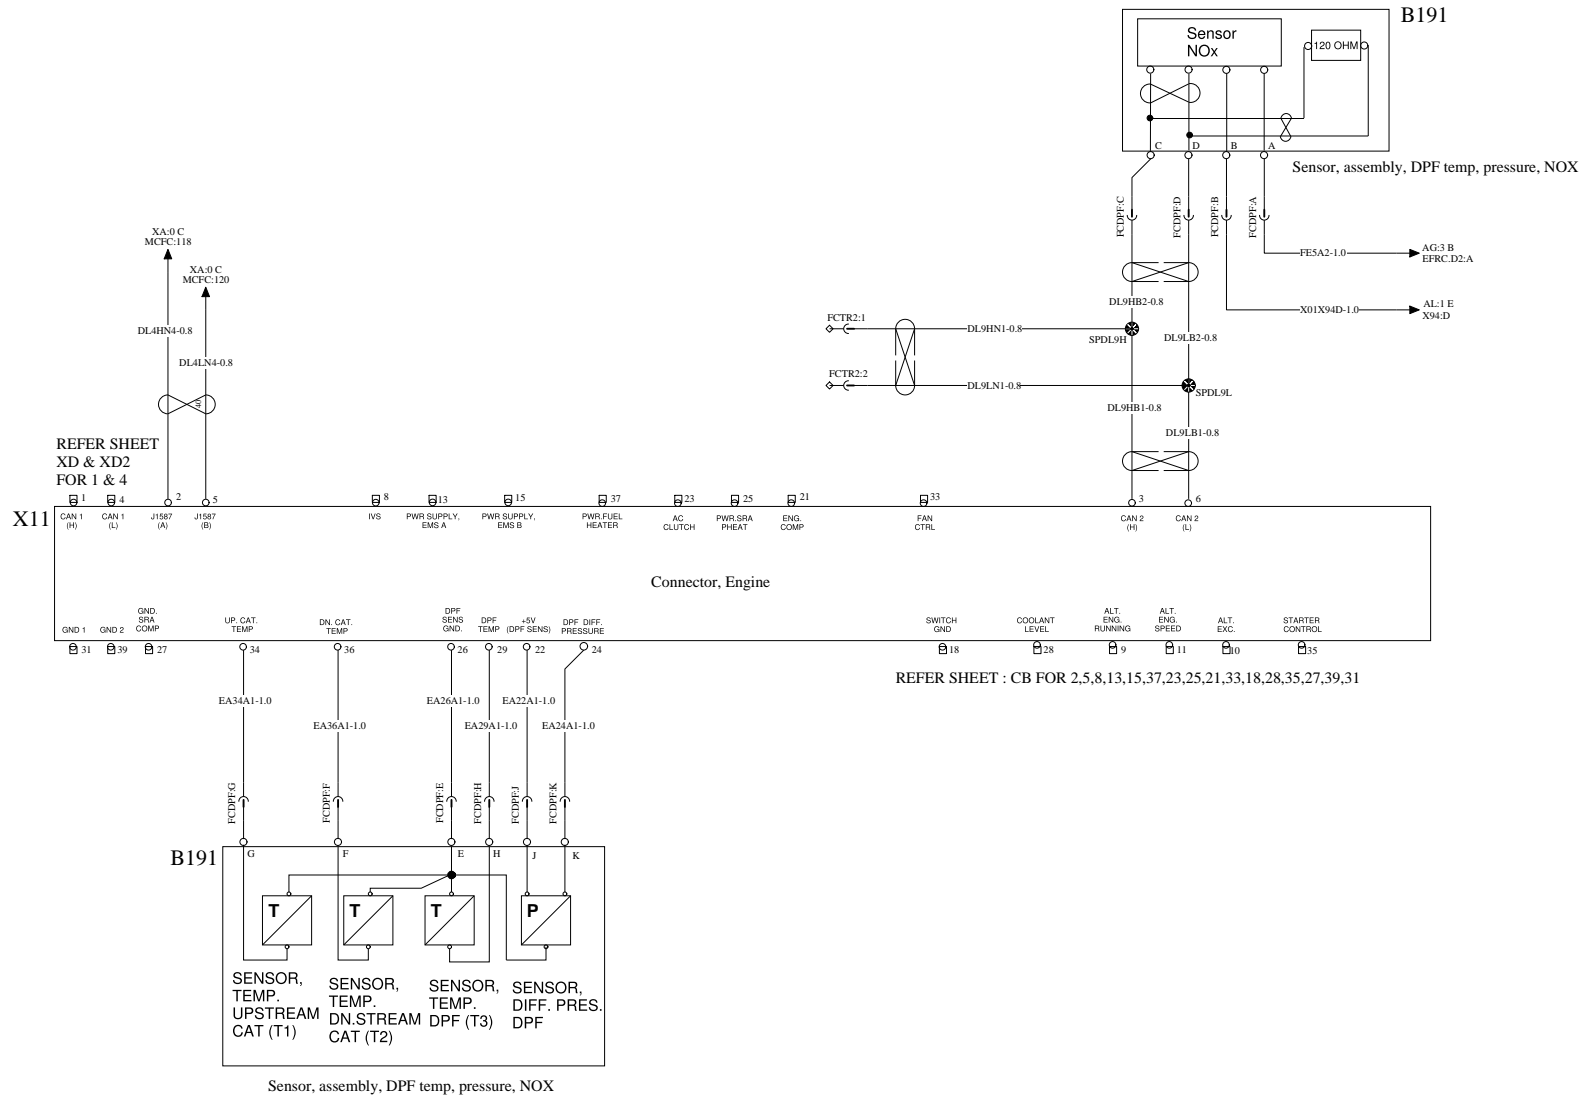 B191
Sensor
NOx
120 OHM
C
D
B
A
Sensor, assembly, DPF temp, pressure, NOX
FCDPF:C
FCDPF:D
FCDPF:B
FCDPF:A
XA:0 C
MCFC:118
XA:0 C
MCFC:120
FE5A2-1.0
AG:3 B
EFRC.D2:A
DL9HB2-0.8
X01X94D-1.0
AL:1 E
X94:D
FCTR2:1
DL9HN1-0.8
SPDL9H
DL4HN4-0.8
DL9LB2-0.8
DL4LN4-0.8
FCTR2:2
DL9LN1-0.8
SPDL9L
40
DL9HB1-0.8
DL9LB1-0.8
REFER SHEET
XD & XD2
FOR 1 & 4
1
4
2
5
8
13
15
37
23
25
21
33
3
6
X11
CAN 1
(H)
CAN 1
(L)
J1587
(A)
J1587
(B)
IVS
PWR SUPPLY,
EMS A
PWR SUPPLY,
EMS B
PWR.FUEL
HEATER
AC
CLUTCH
PWR.SRA
PHEAT
ENG.
COMP
FAN
CTRL
CAN 2
(H)
CAN 2
(L)
Connector, Engine
GND 1
GND 2
GND.
SRA
COMP
UP. CAT.
TEMP
DN. CAT.
TEMP
DPF
SENS
GND.
DPF
TEMP
+5V
(DPF SENS)
DPF DIFF.
PRESSURE
SWITCH
GND
COOLANT
LEVEL
ALT.
ENG.
RUNNING
ALT.
ENG.
SPEED
ALT.
EXC.
STARTER
CONTROL
31
39
27
34
36
26
29
22
24
18
28
9
11
10
35
REFER SHEET : CB FOR 2,5,8,13,15,37,23,25,21,33,18,28,35,27,39,31
EA34A1-1.0
EA26A1-1.0
EA22A1-1.0
EA36A1-1.0
EA29A1-1.0
EA24A1-1.0
FCDPF:G
FCDPF:F
FCDPF:E
FCDPF:H
FCDPF:J
FCDPF:K
B191
G
F
E
H
J
K
T
T
T
P
SENSOR,
TEMP.
UPSTREAM
CAT (T1)
SENSOR,
TEMP.
DN.STREAM
CAT (T2)
SENSOR,
TEMP.
DPF (T3)
SENSOR,
DIFF. PRES.
DPF
Sensor, assembly, DPF temp, pressure, NOX